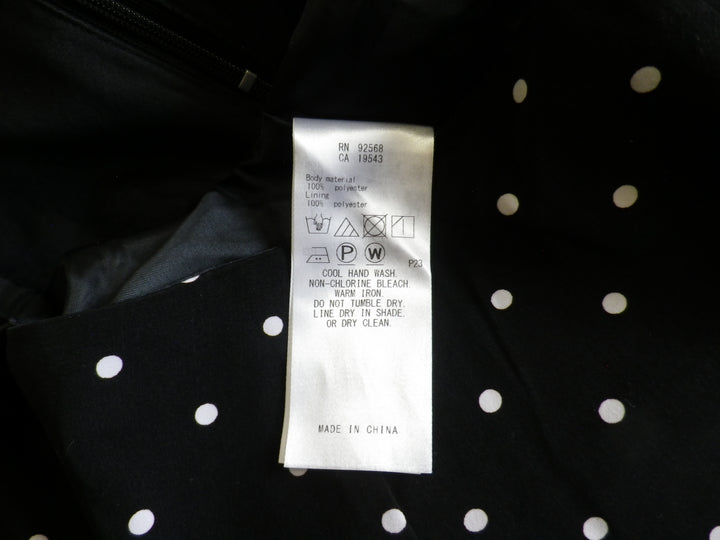 RN 92568
CA 19543
Body material
100% polyester
Lining
100% polyester
P W
P23
COOL HAND WASH.
NON-CHLORINE BLEACH.
WARM IRON.
DO NOT TUMBLE DRY.
LINE DRY IN SHADE.
OR DRY CLEAN.
MADE IN CHINA